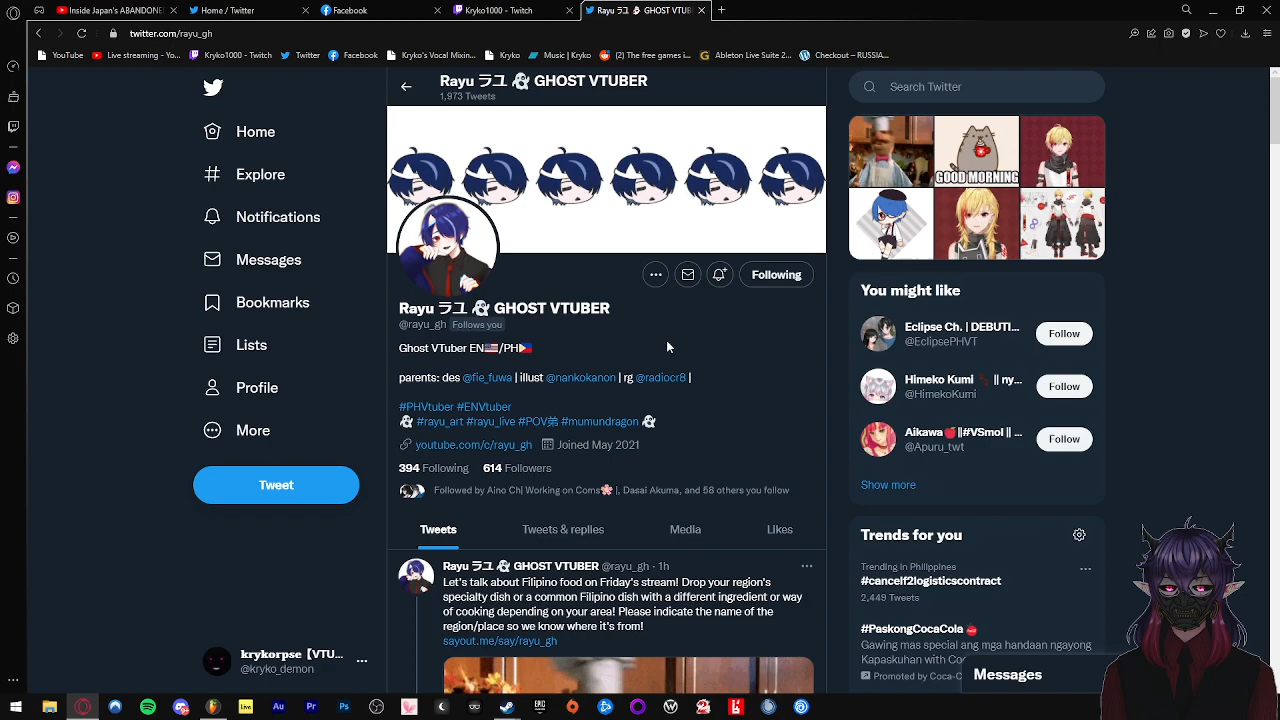 Inside Japan's ABANDONE
Home / Twitter
Facebook
Kryko1000 - Twitch
Rayu ラユ 👻 GHOST VTUB
twitter.com/rayu_gh
YouTube
Live streaming - Yo...
Kryko1000 - Twitch
Twitter
Facebook
Kryko's Vocal Mixin...
Kryko
Music | Kryko
(2) The free games i...
Ableton Live Suite 2...
Checkout – RUSSIA...
Home
Explore
Notifications
Messages
Bookmarks
Lists
Profile
More
Tweet
krykorpse【VTU...
@kryko demon
Rayu ラユ 👻 GHOST VTUBER
1,973 Tweets
Following
Rayu ラユ 👻 GHOST VTUBER
@rayu_gh Follows you
Ghost VTuber EN🇺🇸/PH🇵🇭
parents: des @fie_fuwa | illust @nankokanon | rg @radiocr8 |
#PHVtuber #ENVtuber
👻 #rayu_art #rayu_live #POV弟 #mumundragon 👻
youtube.com/c/rayu_gh Joined May 2021
394 Following 614 Followers
Followed by Aino Ch| Working on Coms🌸 |, Dasai Akuma, and 58 others you follow
Tweets
Tweets & replies
Media
Likes
Rayu ラユ 👻 GHOST VTUBER @rayu_gh · 1h
Let's talk about Filipino food on Friday's stream! Drop your region's
specialty dish or a common Filipino dish with a different ingredient or way
of cooking depending on your area! Please indicate the name of the
region/place so we know where it's from!
sayout.me/say/rayu_gh
Search Twitter
GOOD MORNING
You might like
Eclipse Ch. | DEBUTI...
@EclipsePHVT
Follow
Himeko Kumi || ny...
@HimekoKumi
Follow
Aikawa🍎||#VSmol || ...
@Apuru_twt
Follow
Show more
Trends for you
Trending in Philippines
#cancelf2logisticscontract
2,449 Tweets
#PaskongCocaCola
Gawing mas special ang mga handaan ngayong
Kapaskuhan with Co
Promoted by Coca-C
Messages